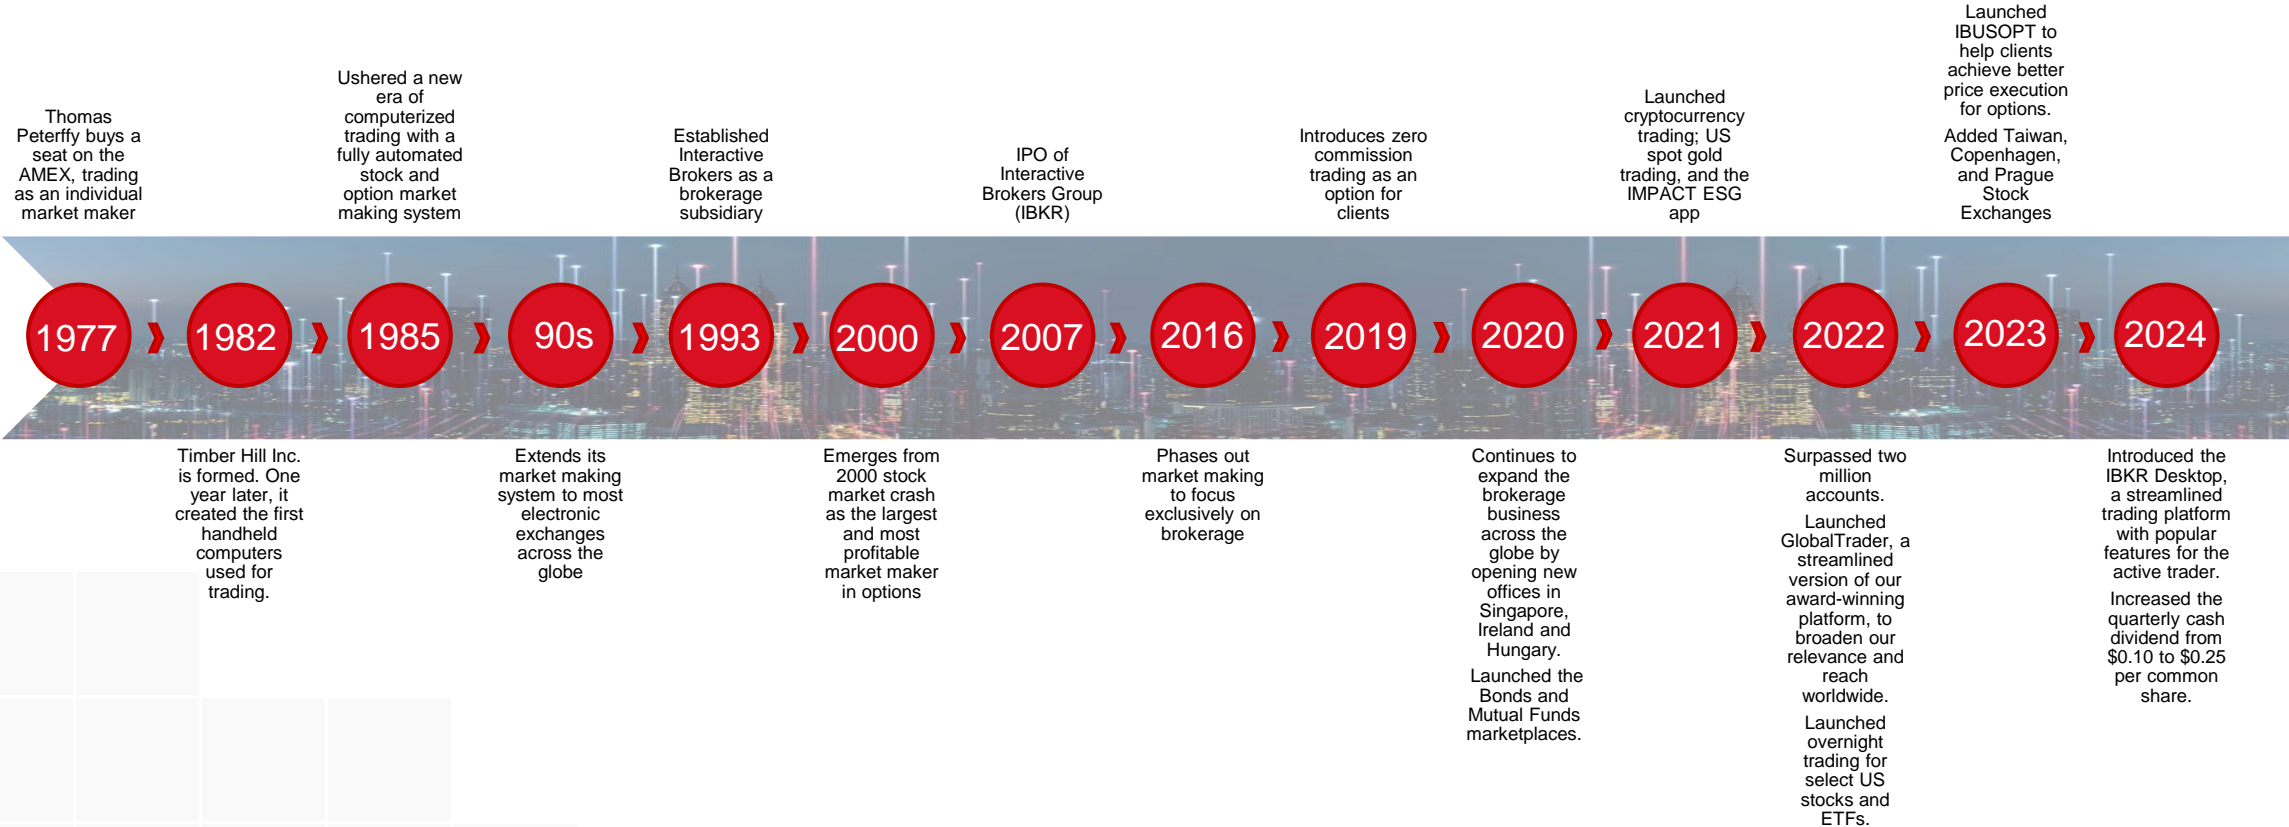 Thomas
Peterffy buys a
seat on the
AMEX, trading
as an individual
market maker
Ushered a new
era of
computerized
trading with a
fully automated
stock and
option market
making system
Established
Interactive
Brokers as a
brokerage
subsidiary
IPO of
Interactive
Brokers Group
(IBKR)
Introduces zero
commission
trading as an
option for
clients
Launched
cryptocurrency
trading; US
spot gold
trading, and the
IMPACT ESG
app
Launched
IBUSOPT to
help clients
achieve better
price execution
for options.
Added Taiwan,
Copenhagen,
and Prague
Stock
Exchanges
1977
1982
1985
90s
1993
2000
2007
2016
2019
2020
2021
2022
2023
2024
Timber Hill Inc.
is formed. One
year later, it
created the first
handheld
computers
used for
trading.
Extends its
market making
system to most
electronic
exchanges
across the
globe
Emerges from
2000 stock
market crash
as the largest
and most
profitable
market maker
in options
Phases out
market making
to focus
exclusively on
brokerage
Continues to
expand the
brokerage
business
across the
globe by
opening new
offices in
Singapore,
Ireland and
Hungary.
Launched the
Bonds and
Mutual Funds
marketplaces.
Surpassed two
million
accounts.
Launched
GlobalTrader, a
streamlined
version of our
award-winning
platform, to
broaden our
relevance and
reach
worldwide.
Launched
overnight
trading for
select US
stocks and
ETFs.
Introduced the
IBKR Desktop,
a streamlined
trading platform
with popular
features for the
active trader.
Increased the
quarterly cash
dividend from
$0.10 to $0.25
per common
share.